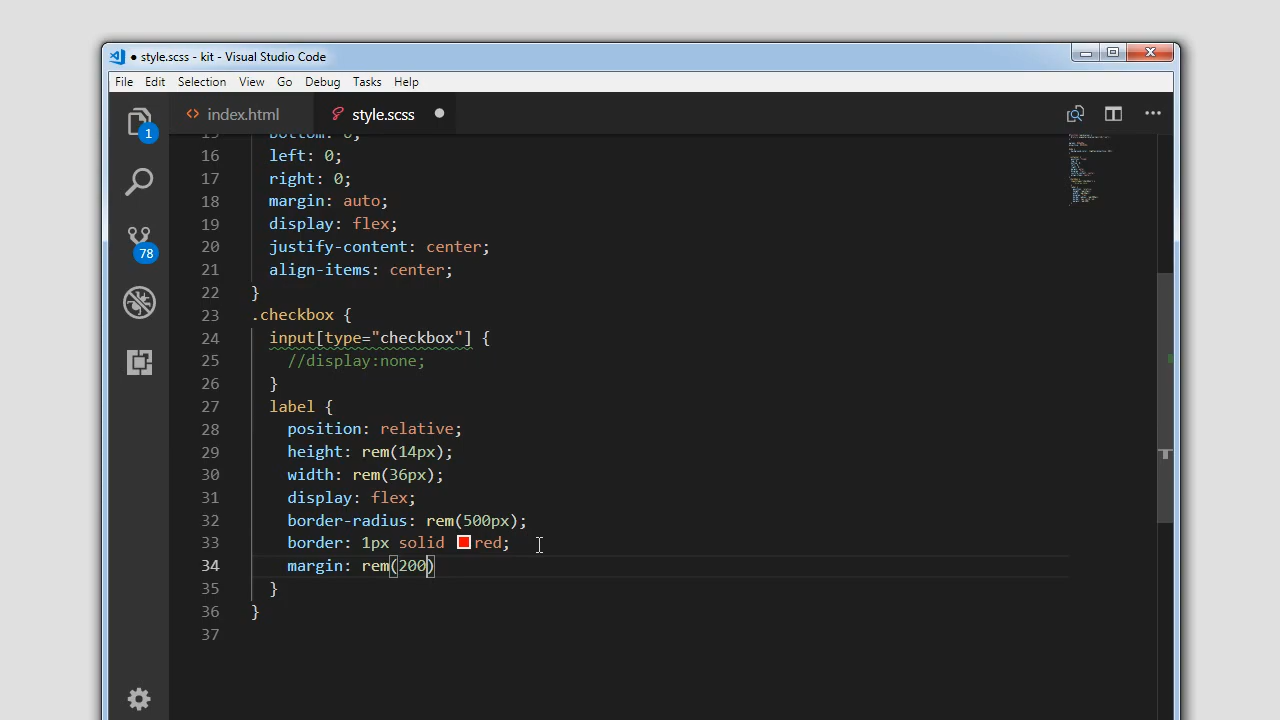 ● style.scss - kit - Visual Studio Code
File Edit Selection View Go Debug Tasks Help
1 index.html style.scss
15 bottom: 0;
16 left: 0;
17 right: 0;
18 margin: auto;
19 display: flex;
20 justify-content: center;
21 align-items: center;
22 }
23 .checkbox {
24 input[type="checkbox"] {
25 //display:none;
26 }
27 label {
28 position: relative;
29 height: rem(14px);
30 width: rem(36px);
31 display: flex;
32 border-radius: rem(500px);
33 border: 1px solid red;
34 margin: rem(200)
35 }
36 }
37
78